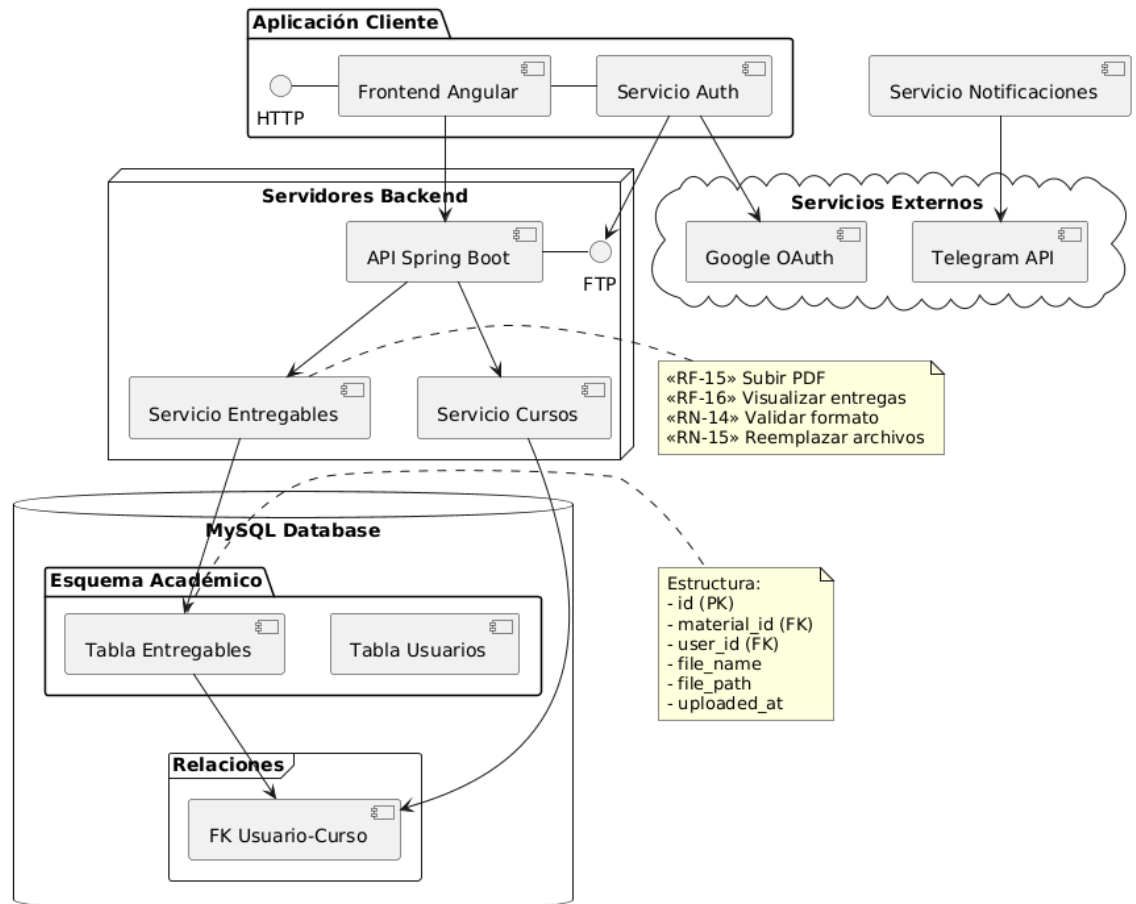 Aplicación Cliente
HTTP
Frontend Angular
Servicio Auth
Servicio Notificaciones
Servidores Backend
API Spring Boot
FTP
Servicios Externos
Google OAuth
Telegram API
Servicio Entregables
Servicio Cursos
«RF-15» Subir PDF
«RF-16» Visualizar entregas
«RN-14» Validar formato
«RN-15» Reemplazar archivos
MySQL Database
Esquema Académico
Tabla Entregables
Tabla Usuarios
Estructura:
- id (PK)
- material_id (FK)
- user_id (FK)
- file_name
- file_path
- uploaded_at
Relaciones
FK Usuario-Curso